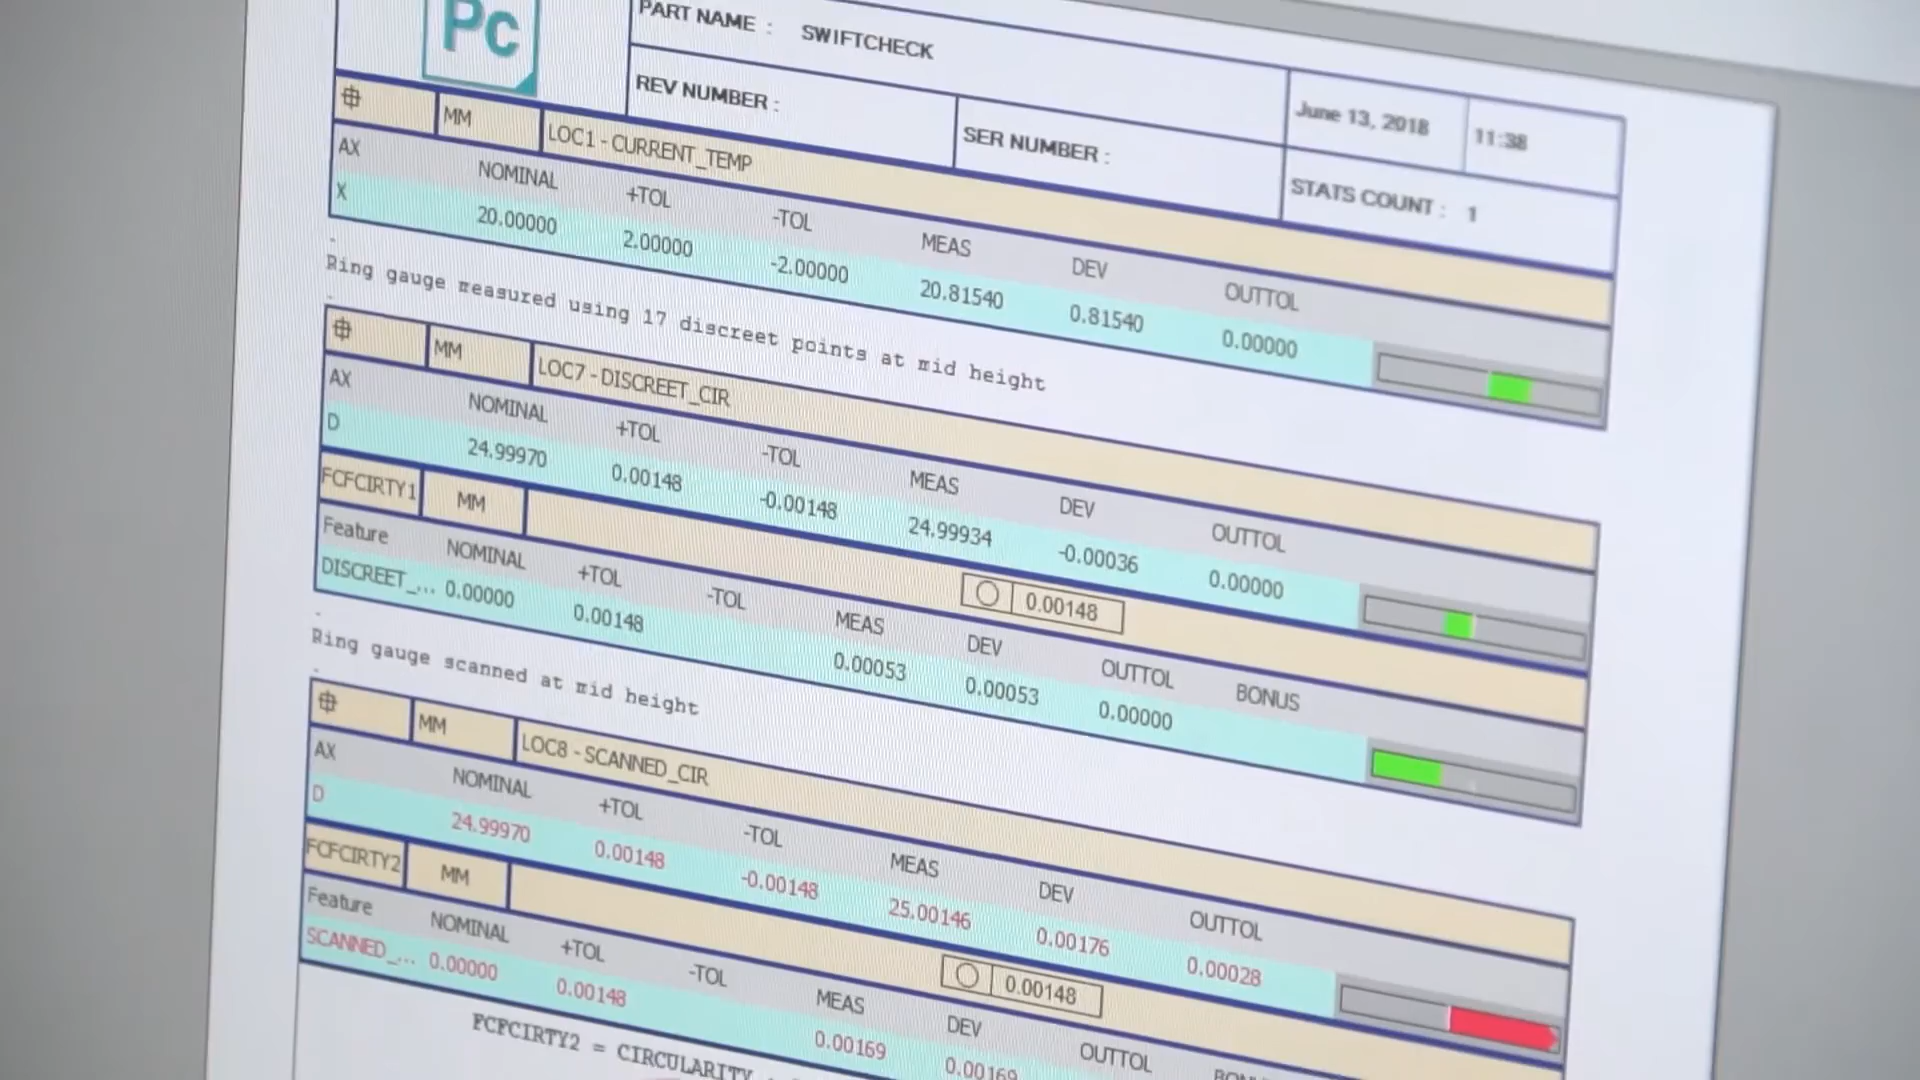 Pc
PART NAME : SWIFTCHECK
June 13, 2018 11:38
REV NUMBER :
SER NUMBER :
STATS COUNT : 1
MM LOC1 - CURRENT_TEMP
AX NOMINAL +TOL -TOL MEAS DEV OUTTOL
X 20.00000 2.00000 -2.00000 20.81540 0.81540 0.00000
Ring gauge measured using 17 discreet points at mid height
MM LOC7 - DISCREET_CIR
AX NOMINAL +TOL -TOL MEAS DEV OUTTOL
D 24.99970 0.00148 -0.00148 24.99934 -0.00036 0.00000
FCFCIRTY1 MM 0.00148
Feature NOMINAL +TOL -TOL MEAS DEV OUTTOL BONUS
DISCREET_... 0.00000 0.00148 0.00053 0.00053 0.00000
Ring gauge scanned at mid height
MM LOC8 - SCANNED_CIR
AX NOMINAL +TOL -TOL MEAS DEV OUTTOL
D 24.99970 0.00148 -0.00148 25.00146 0.00176 0.00028
FCFCIRTY2 MM 0.00148
Feature NOMINAL +TOL -TOL MEAS DEV OUTTOL
SCANNED_... 0.00000 0.00148 0.00169 0.00169
FCFCIRTY2 = CIRCULARITY